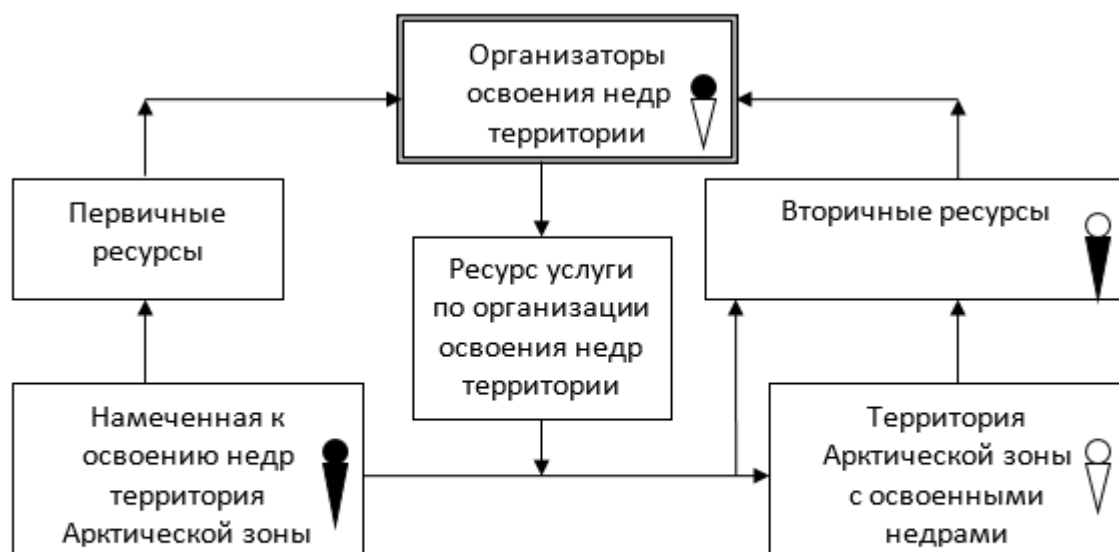 Организаторы
освоения недр
территории
Первичные
ресурсы
Вторичные ресурсы
Ресурс услуги
по организации
освоения недр
территории
Намеченная к
освоению недр
территория
Арктической зоны
Территория
Арктической зоны
с освоенными
недрами